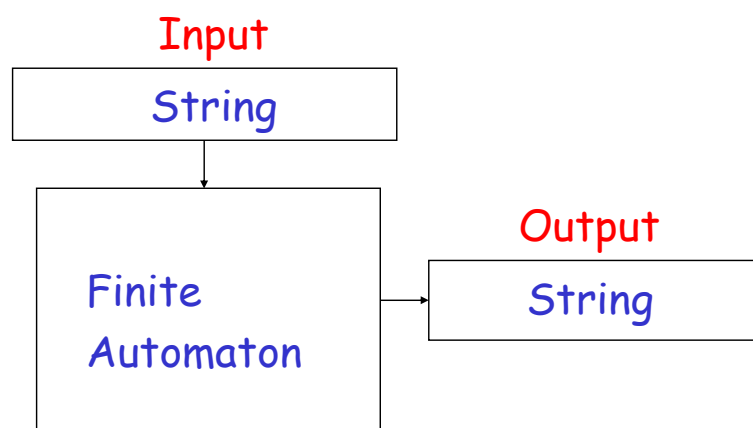 Input
String
Output
Finite
String
Automaton